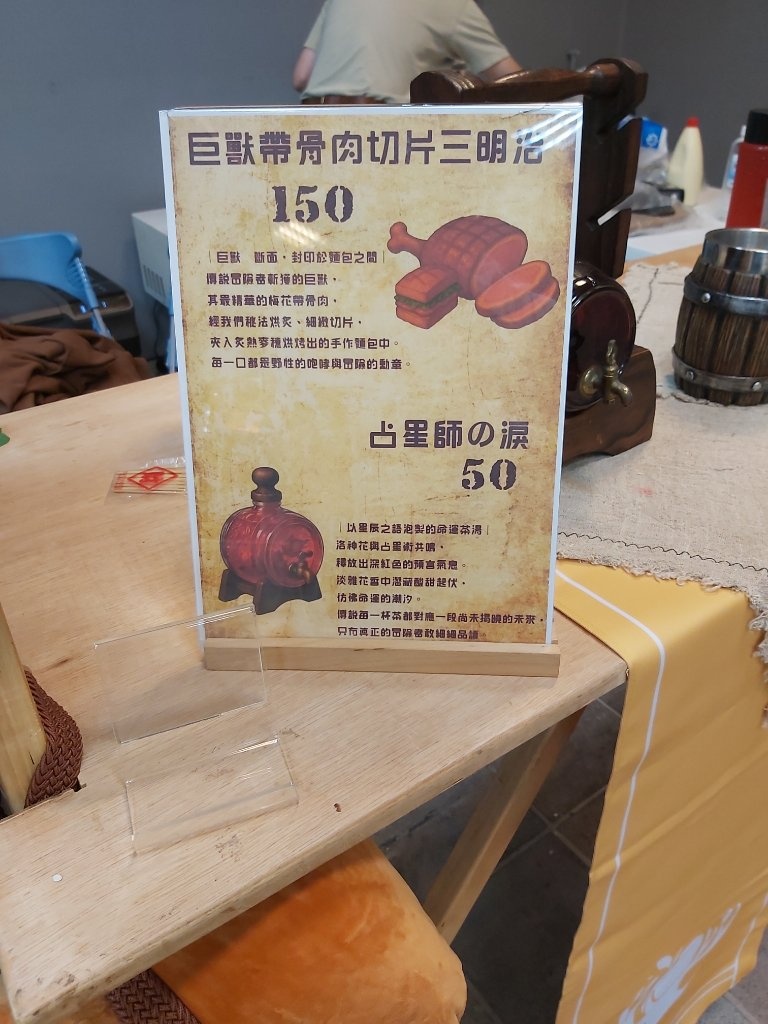 巨獸帶骨肉切片三明治
150
｜巨獸 斷面・封印於麵包之間｜
傳說冒險者斬獲的巨獸，
其最精華的梅花帶骨肉，
經我們秘法烘炙、細緻切片，
夾入炙熱麥種烘烤出的手作麵包中。
每一口都是野性的咆哮與冒險的勳章。
占星師の淚
50
｜以星辰之語泡製的命運茶湯｜
洛神花與占星術共鳴，
釋放出深紅色的預言氣息。
淡雅花香中潛藏酸甜起伏，
仿佛命運的潮汐。
傳說每一杯茶都對應一段尚未揭曉的未來，
只有真正的冒險者敢細細品讀。